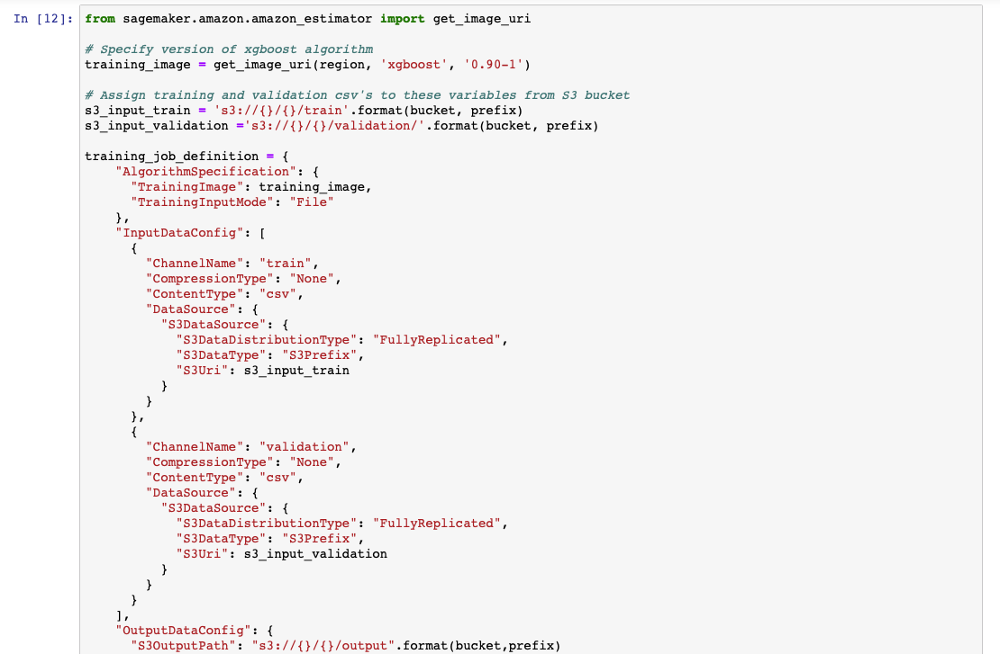 In [12]: from sagemaker.amazon.amazon_estimator import get_image_uri

# Specify version of xgboost algorithm
training_image = get_image_uri(region, 'xgboost', '0.90-1')

# Assign training and validation csv's to these variables from S3 bucket
s3_input_train = 's3://{}/{}/train'.format(bucket, prefix)
s3_input_validation ='s3://{}/{}/validation/'.format(bucket, prefix)

training_job_definition = {
    "AlgorithmSpecification": {
      "TrainingImage": training_image,
      "TrainingInputMode": "File"
    },
    "InputDataConfig": [
      {
        "ChannelName": "train",
        "CompressionType": "None",
        "ContentType": "csv",
        "DataSource": {
          "S3DataSource": {
            "S3DataDistributionType": "FullyReplicated",
            "S3DataType": "S3Prefix",
            "S3Uri": s3_input_train
          }
        }
      },
      {
        "ChannelName": "validation",
        "CompressionType": "None",
        "ContentType": "csv",
        "DataSource": {
          "S3DataSource": {
            "S3DataDistributionType": "FullyReplicated",
            "S3DataType": "S3Prefix",
            "S3Uri": s3_input_validation
          }
        }
      }
    ],
    "OutputDataConfig": {
      "S3OutputPath": "s3://{}/{}/output".format(bucket,prefix)